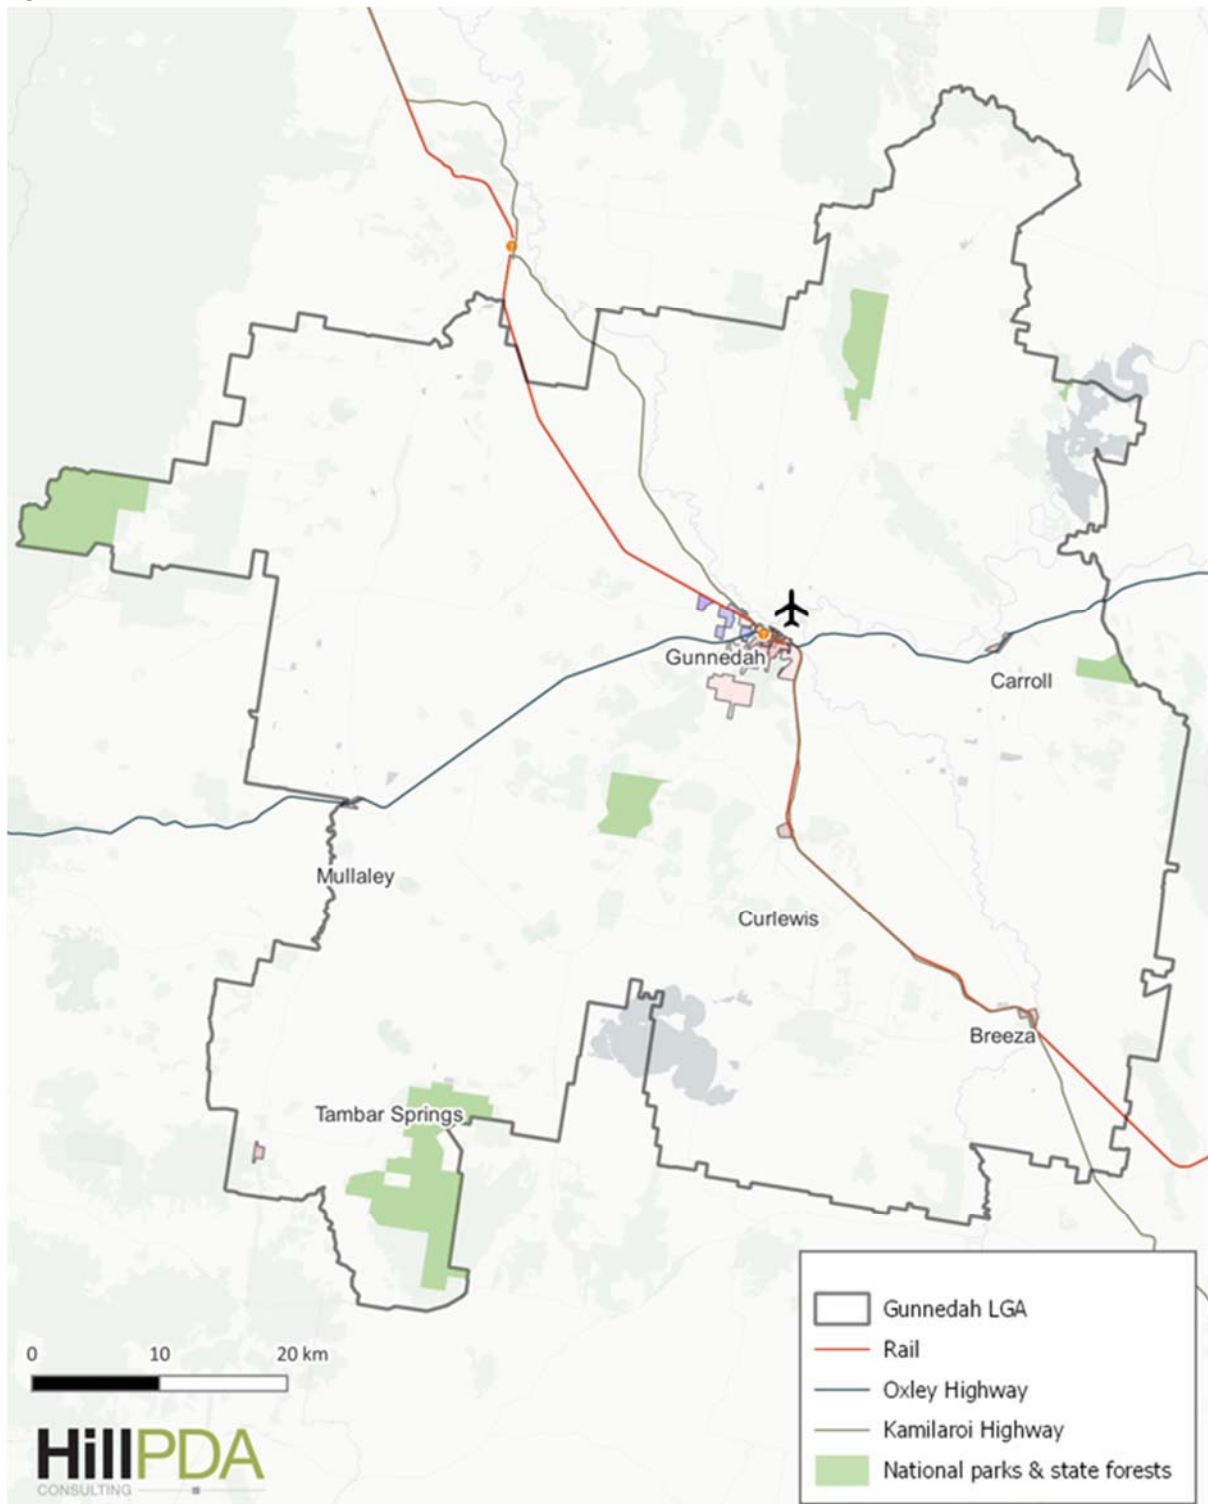 Gunnedah
Carroll
Mullaley
Curlewis
Breeza
Tambar Springs
0 10 20 km
HillPDA
CONSULTING
Gunnedah LGA
Rail
Oxley Highway
Kamilaroi Highway
National parks & state forests